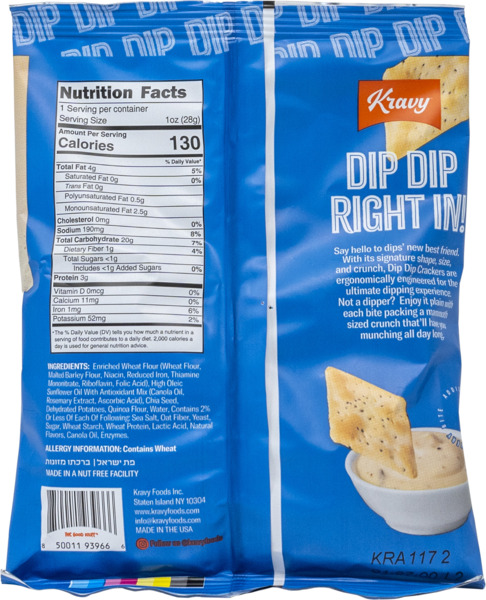 DIP DIP DIP DIP DIP DIP
DIP DIP DIP DIP DIP
Nutrition Facts
1 Serving per container
Serving Size 1oz (28g)
Amount Per Serving
Calories 130
% Daily Value*
Total Fat 4g 5%
Saturated Fat 0g 0%
Trans Fat 0g
Polyunsaturated Fat 0.5g
Monounsaturated Fat 2.5g
Cholesterol 0mg 0%
Sodium 190mg 8%
Total Carbohydrate 20g 7%
Dietary Fiber 1g 4%
Total Sugars <1g
Includes <1g Added Sugars 0%
Protein 3g
Vitamin D 0mcg 0%
Calcium 11mg 0%
Iron 1mg 6%
Potassium 52mg 2%
*The % Daily Value (DV) tells you how much a nutrient in a
serving of food contributes to a daily diet. 2,000 calories a
day is used for general nutrition advice.
INGREDIENTS: Enriched Wheat Flour (Wheat Flour,
Malted Barley Flour, Niacin, Reduced Iron, Thiamine
Mononitrate, Riboflavin, Folic Acid), High Oleic
Sunflower Oil With Antioxidant Mix (Canola Oil,
Rosemary Extract, Ascorbic Acid), Chia Seed,
Dehydrated Potatoes, Quinoa Flour, Water, Contains 2%
Or Less Of Each Of Following: Sea Salt, Oat Fiber, Yeast,
Sugar, Wheat Starch, Wheat Protein, Lactic Acid, Natural
Flavors, Canola Oil, Enzymes.
ALLERGY INFORMATION: Contains Wheat
פת ישראל | ברכתו מזונות
MADE IN A NUT FREE FACILITY
Kravy Foods Inc.
Staten Island NY 10304
www.kravyfoods.com
info@kravyfoods.com
MADE IN THE USA
Follow us
8 50011 93966 6
Kravy
DIP DIP
RIGHT IN!
Say hello to dips' new best friend.
With its signature shape, size,
and crunch, Dip Dip Crackers are
ergonomically engineered for the
ultimate dipping experience.
Not a dipper? Enjoy it plain with
each bite packing a mammoth
sized crunch that'll have you
munching all day long.
KRA 117 2